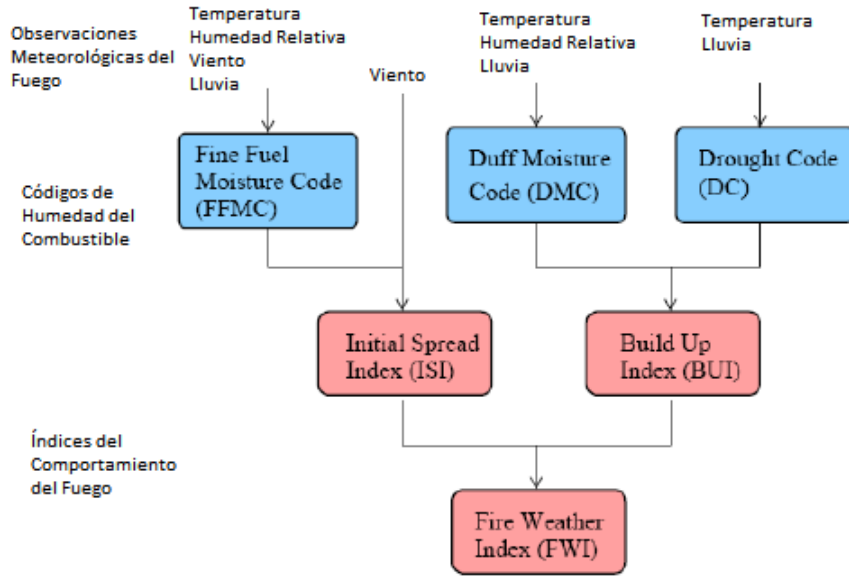 Observaciones
Meteorológicas del
Fuego
Temperatura
Humedad Relativa
Viento
Lluvia
Viento
Temperatura
Humedad Relativa
Lluvia
Temperatura
Lluvia
Códigos de
Humedad del
Combustible
Fine Fuel
Moisture Code
(FFMC)
Duff Moisture
Code (DMC)
Drought Code
(DC)
Initial Spread
Index (ISI)
Build Up
Index (BUI)
Índices del
Comportamiento
del Fuego
Fire Weather
Index (FWI)